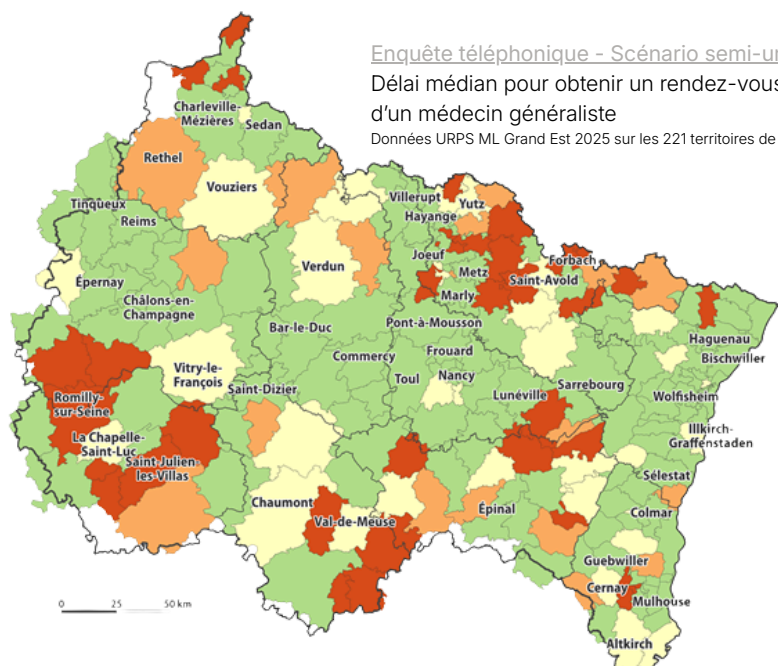 Enquête téléphonique - Scénario semi-ur
Délai médian pour obtenir un rendez-vous
d'un médecin généraliste
Données URPS ML Grand Est 2025 sur les 221 territoires de
Charleville-
Mézières
Sedan
Rethel
Vouziers
Tinqueux
Reims
Villerupt
Yutz
Hayange
Verdun
Joeuf
Metz
Forbach
Saint-Avold
Marly
Épernay
Châlons-en-
Champagne
Bar-le-Duc
Pont-à-Mousson
Haguenau
Bischwiller
Commercy
Frouard
Vitry-le-
François
Toul
Nancy
Saint-Dizier
Lunéville
Sarrebourg
Wolfisheim
Romilly-
sur-Seine
La Chapelle-
Saint-Luc
Illkirch-
Graffenstaden
Saint-Julien-
les-Villas
Sélestat
Chaumont
Val-de-Meuse
Épinal
Colmar
Guebwiller
Cernay
Mulhouse
Altkirch
0 25 50 km